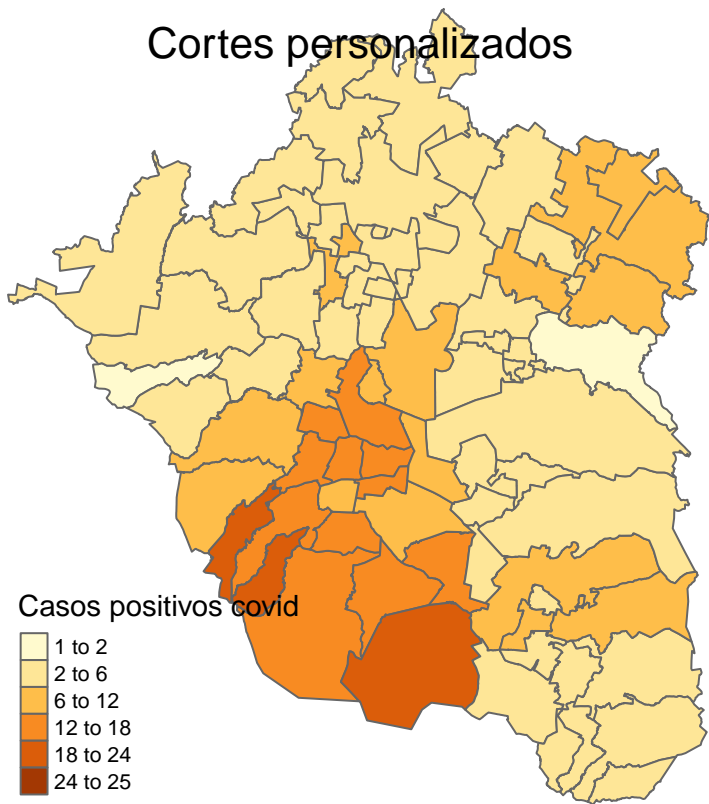 Cortes personalizados
Casos positivos covid
1 to 2
2 to 6
6 to 12
12 to 18
18 to 24
24 to 25